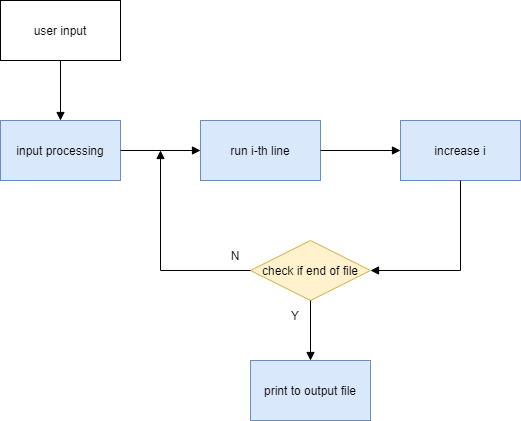 user input
input processing
run i-th line
increase i
N
check if end of file
Y
print to output file